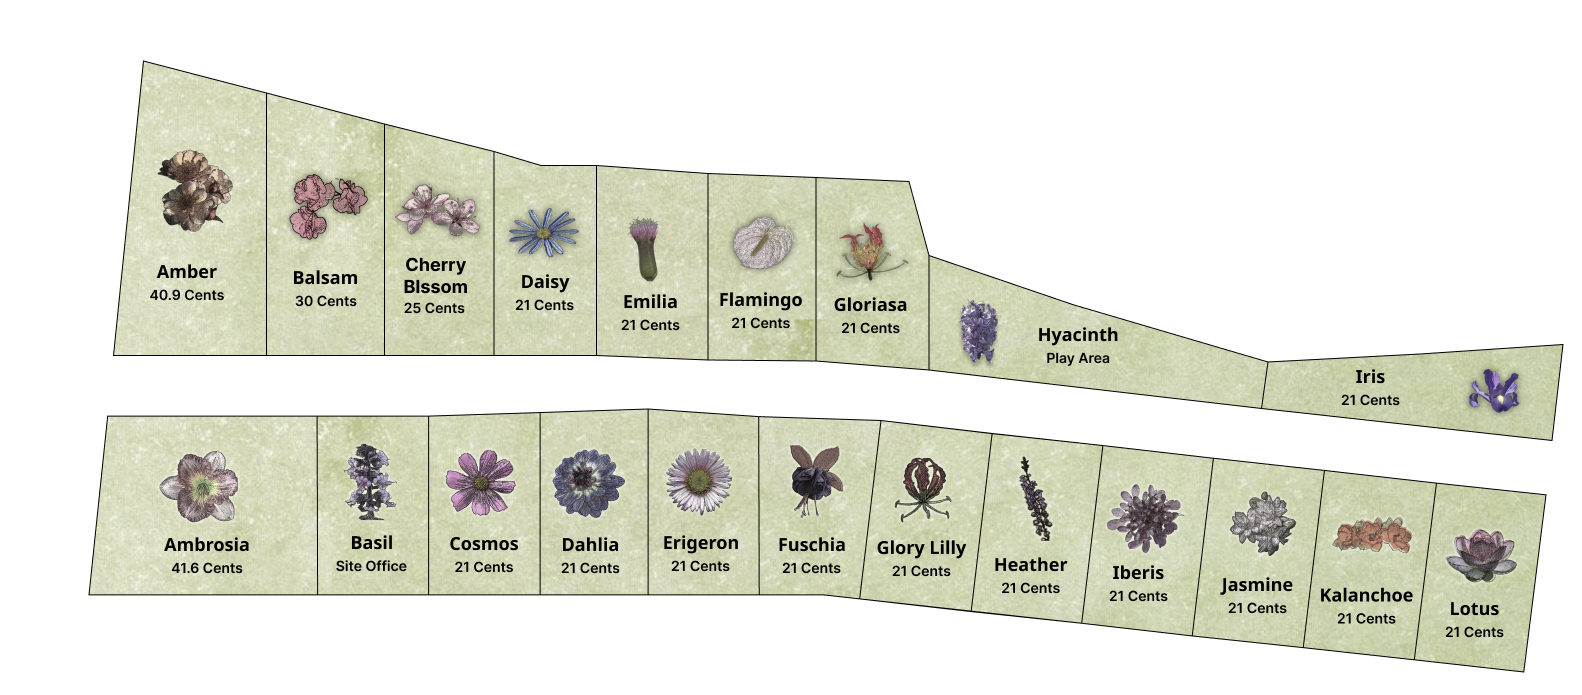 Amber
40.9 Cents
Balsam
30 Cents
Cherry
Blssom
25 Cents
Daisy
21 Cents
Emilia
21 Cents
Flamingo
21 Cents
Gloriasa
21 Cents
Hyacinth
Play Area
Iris
21 Cents
Ambrosia
41.6 Cents
Basil
Site Office
Cosmos
21 Cents
Dahlia
21 Cents
Erigeron
21 Cents
Fuschia
21 Cents
Glory Lilly
21 Cents
Heather
21 Cents
Iberis
21 Cents
Jasmine
21 Cents
Kalanchoe
21 Cents
Lotus
21 Cents